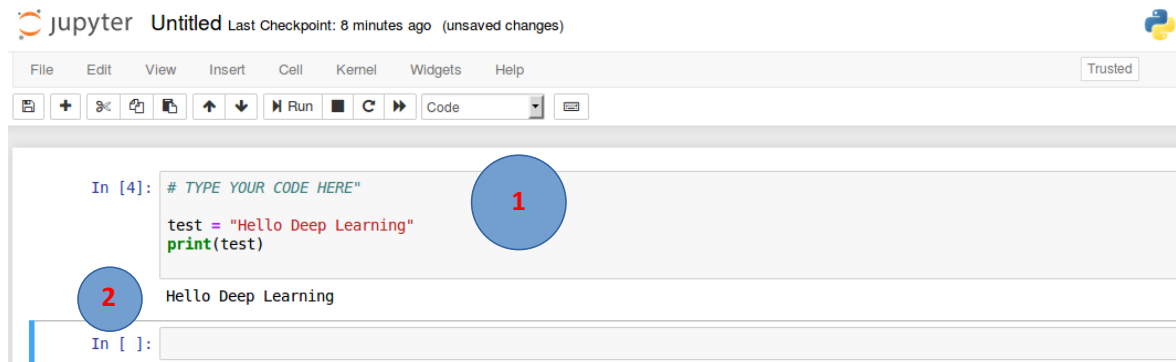 jupyter Untitled Last Checkpoint: 8 minutes ago (unsaved changes)
File Edit View Insert Cell Kernel Widgets Help Trusted
Run Code
In [4]: # TYPE YOUR CODE HERE"
1
test = "Hello Deep Learning"
print(test)
2
Hello Deep Learning
In [ ]: